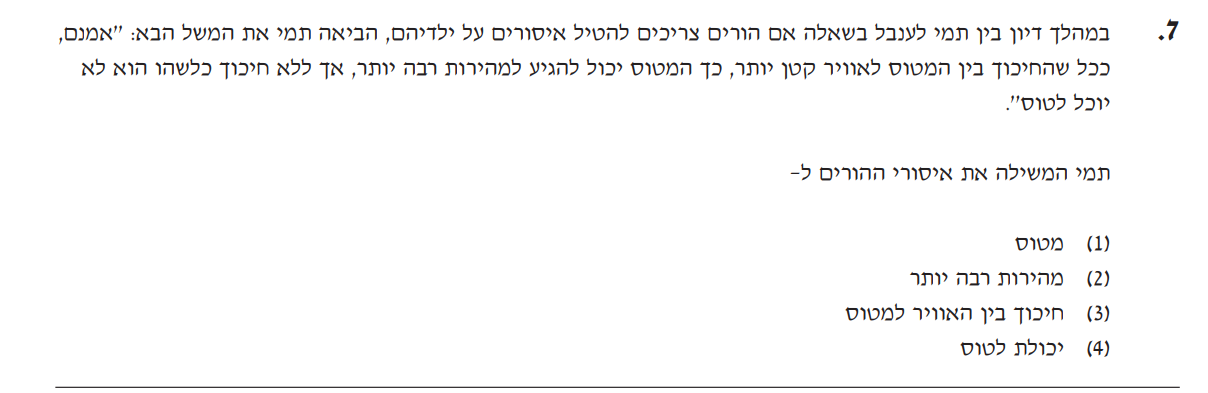 7. במהלך דיון בין תמי לענבל בשאלה אם הורים צריכים להטיל איסורים על ילדיהם, הביאה תמי את המשל הבא: "אמנם,
ככל שהחיכוך בין המטוס לאוויר קטן יותר, כך המטוס יכול להגיע למהירות רבה יותר, אך ללא חיכוך כלשהו הוא לא
יוכל לטוס".
תמי המשילה את איסורי ההורים ל-
(1) מטוס
(2) מהירות רבה יותר
(3) חיכוך בין האוויר למטוס
(4) יכולת לטוס